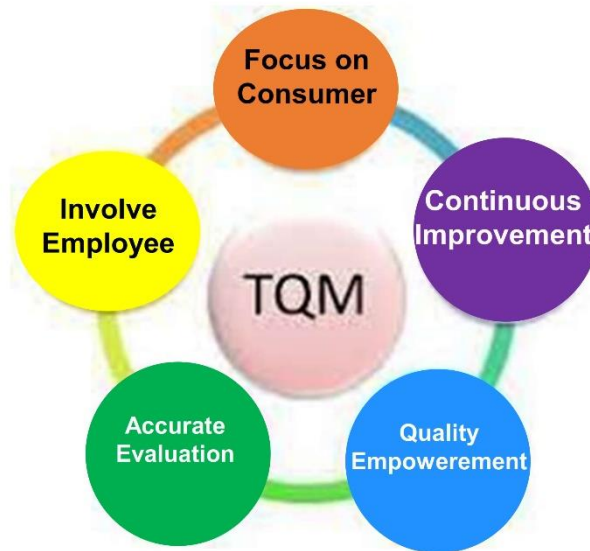 Focus on
Consumer
Continuous
Improvement
Quality
Empowerement
Accurate
Evaluation
Involve
Employee
TQM